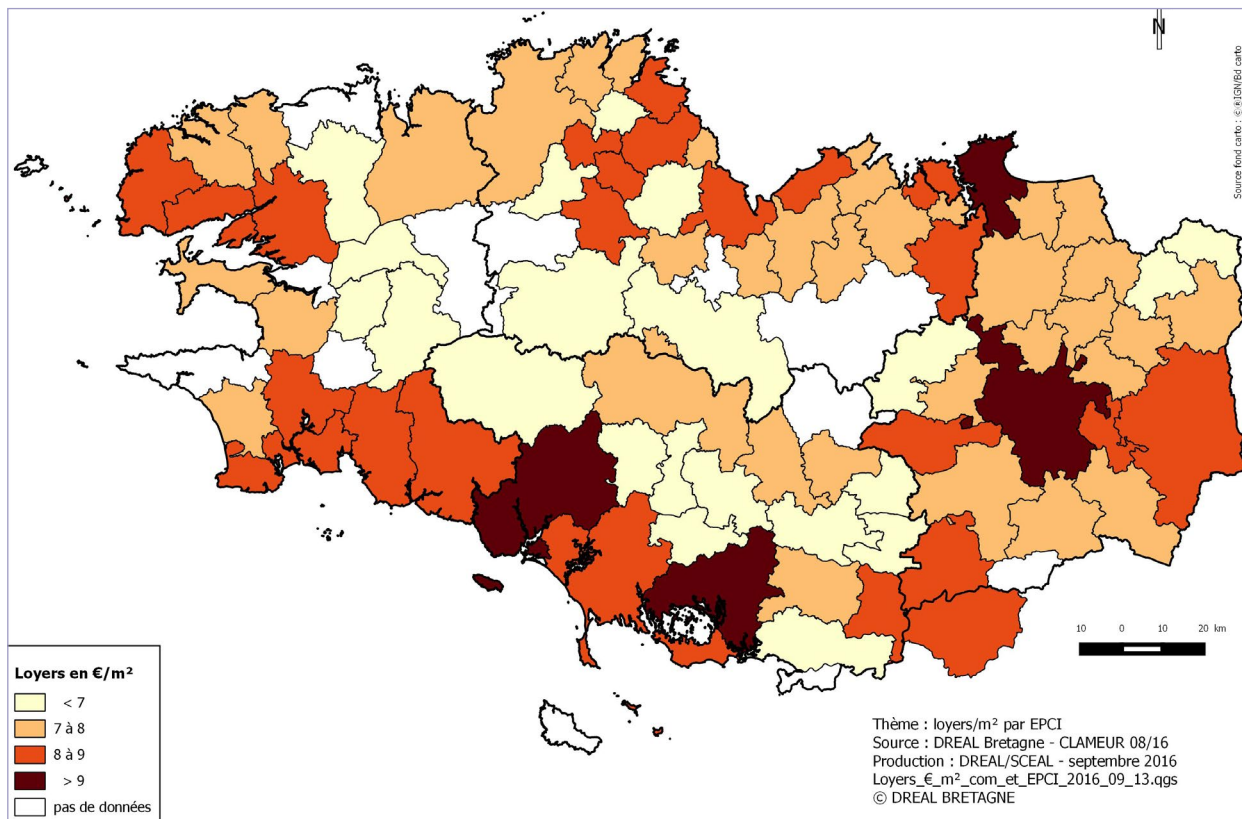 N
Source fond carto : ©®IGN/Bd carto
Loyers en €/m²
< 7
7 à 8
8 à 9
> 9
pas de données
10 0 10 20 km
Thème : loyers/m² par EPCI
Source : DREAL Bretagne - CLAMEUR 08/16
Production : DREAL/SCEAL - septembre 2016
Loyers_€_m²_com_et_EPCI_2016_09_13.qgs
© DREAL BRETAGNE